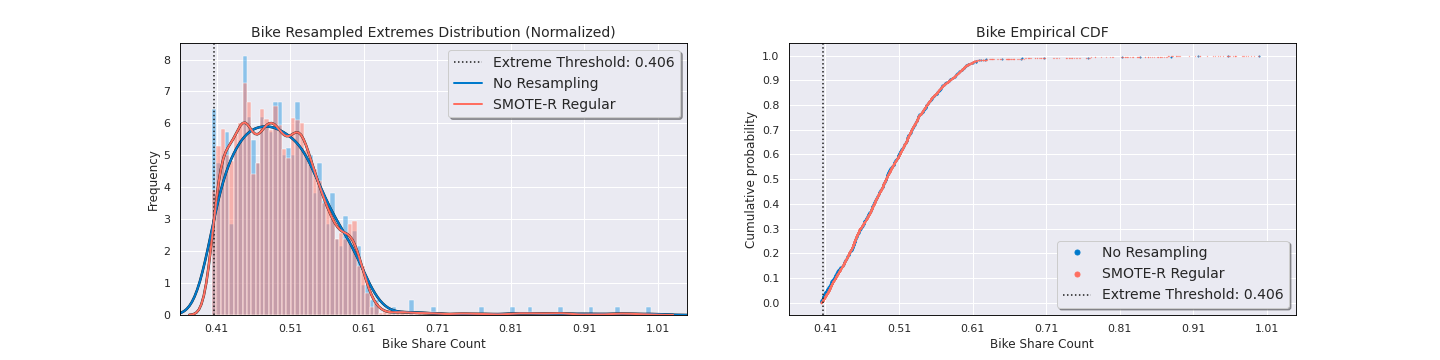 Bike Resampled Extremes Distribution (Normalized)
Frequency
8
7
6
5
4
3
2
1
0
0.41 0.51 0.61 0.71 0.81 0.91 1.01
Bike Share Count
Extreme Threshold: 0.406
No Resampling
SMOTE-R Regular
Bike Empirical CDF
Cumulative probability
1.0
0.9
0.8
0.7
0.6
0.5
0.4
0.3
0.2
0.1
0.0
0.41 0.51 0.61 0.71 0.81 0.91 1.01
Bike Share Count
No Resampling
SMOTE-R Regular
Extreme Threshold: 0.406